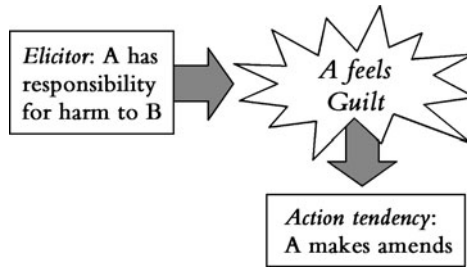 Elicitor: A has
responsibility
for harm to B
A feels
Guilt
Action tendency:
A makes amends